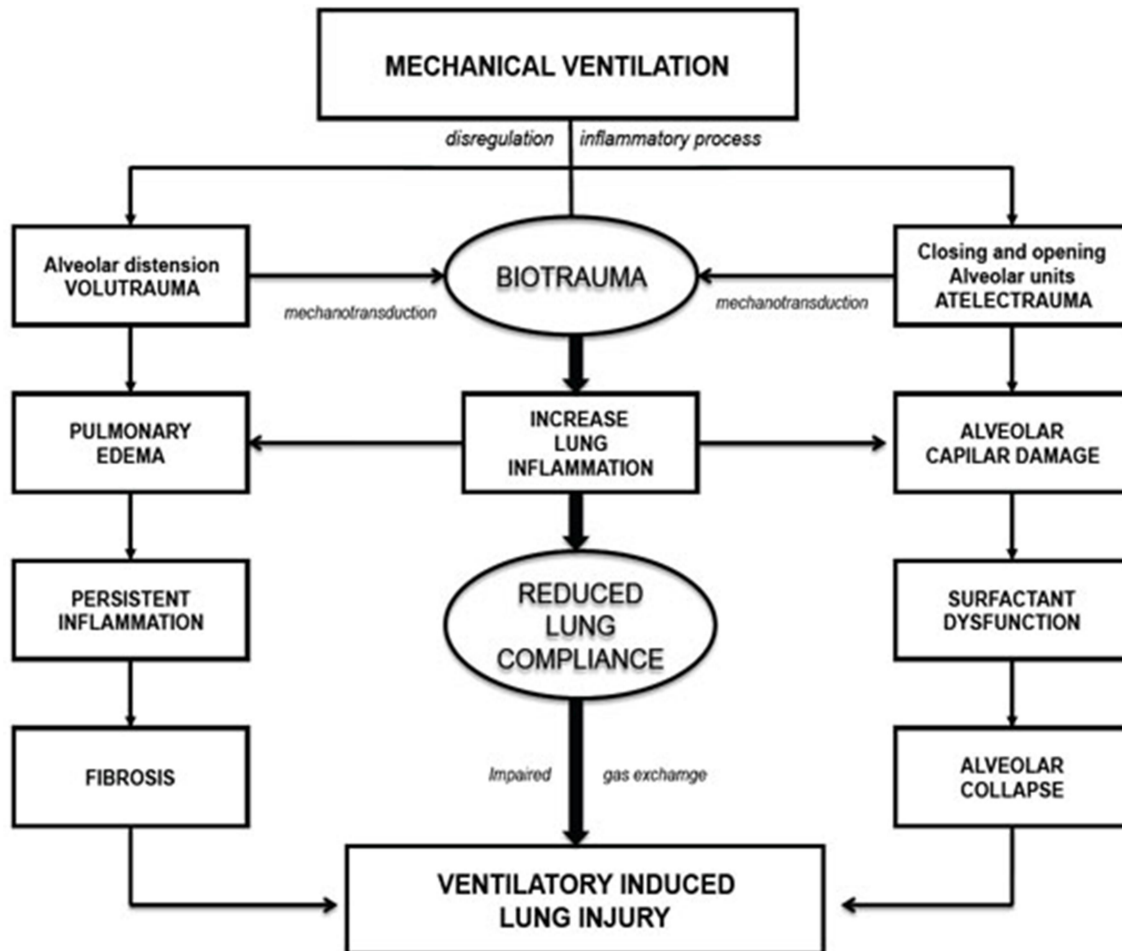 MECHANICAL VENTILATION
disregulation inflammatory process
Alveolar distension
VOLUTRAUMA
BIOTRAUMA
Closing and opening
Alveolar units
ATELECTRAUMA
mechanotransduction
mechanotransduction
PULMONARY
EDEMA
INCREASE
LUNG
INFLAMMATION
ALVEOLAR
CAPILAR DAMAGE
PERSISTENT
INFLAMMATION
REDUCED
LUNG
COMPLIANCE
SURFACTANT
DYSFUNCTION
FIBROSIS
Impaired gas exchamge
ALVEOLAR
COLLAPSE
VENTILATORY INDUCED
LUNG INJURY